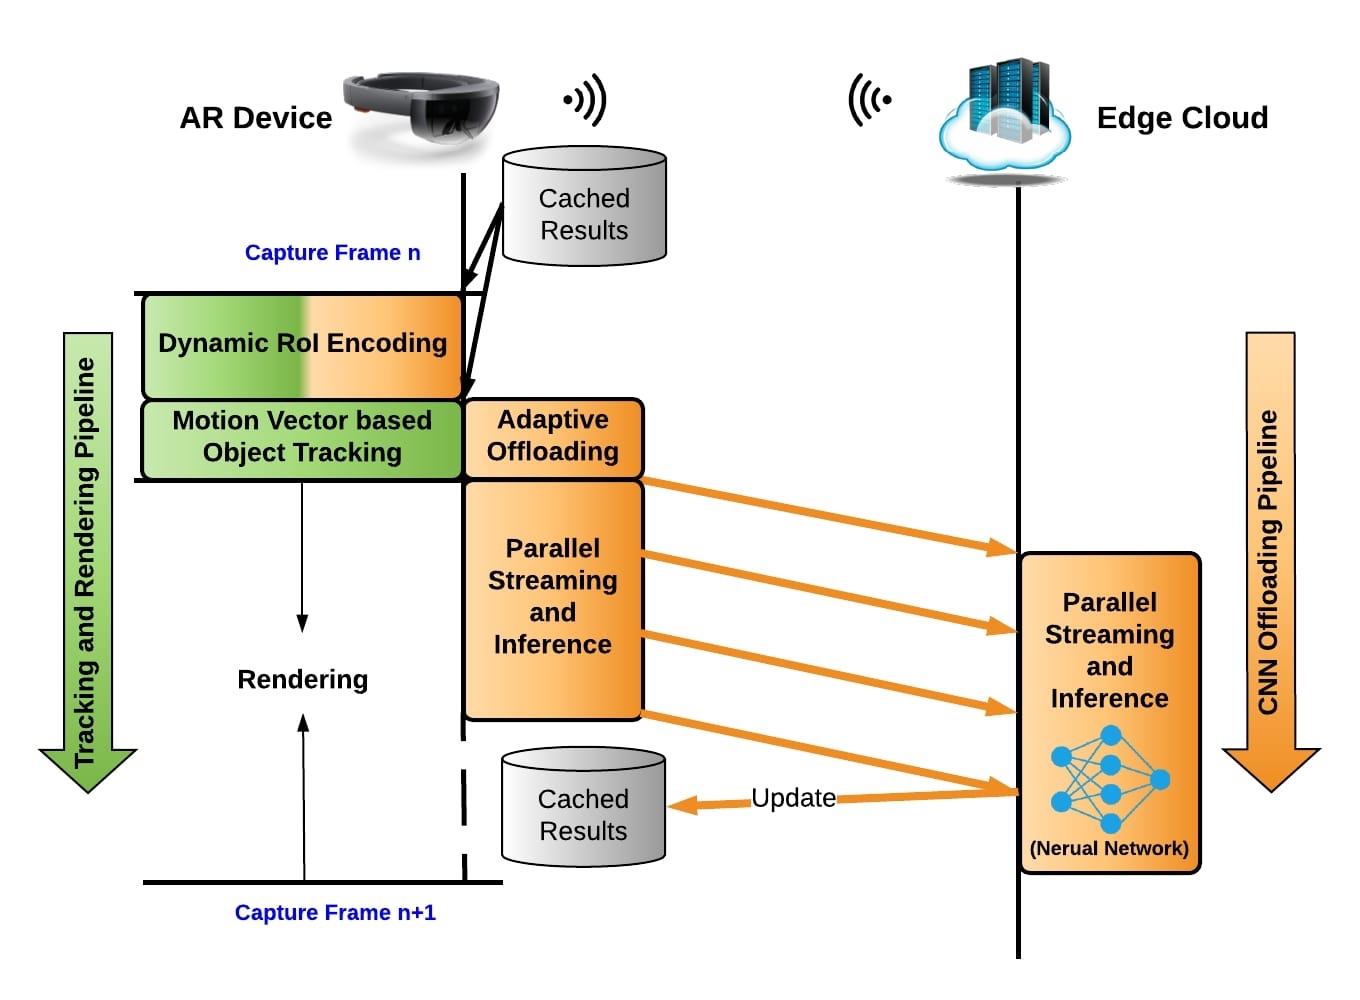 AR Device
Edge Cloud
Cached
Results
Capture Frame n
Dynamic RoI Encoding
Motion Vector based
Object Tracking
Adaptive
Offloading
Tracking and Rendering Pipeline
CNN Offloading Pipeline
Parallel
Streaming
and
Inference
Rendering
Parallel
Streaming
and
Inference
(Nerual Network)
Cached
Results
Update
Capture Frame n+1